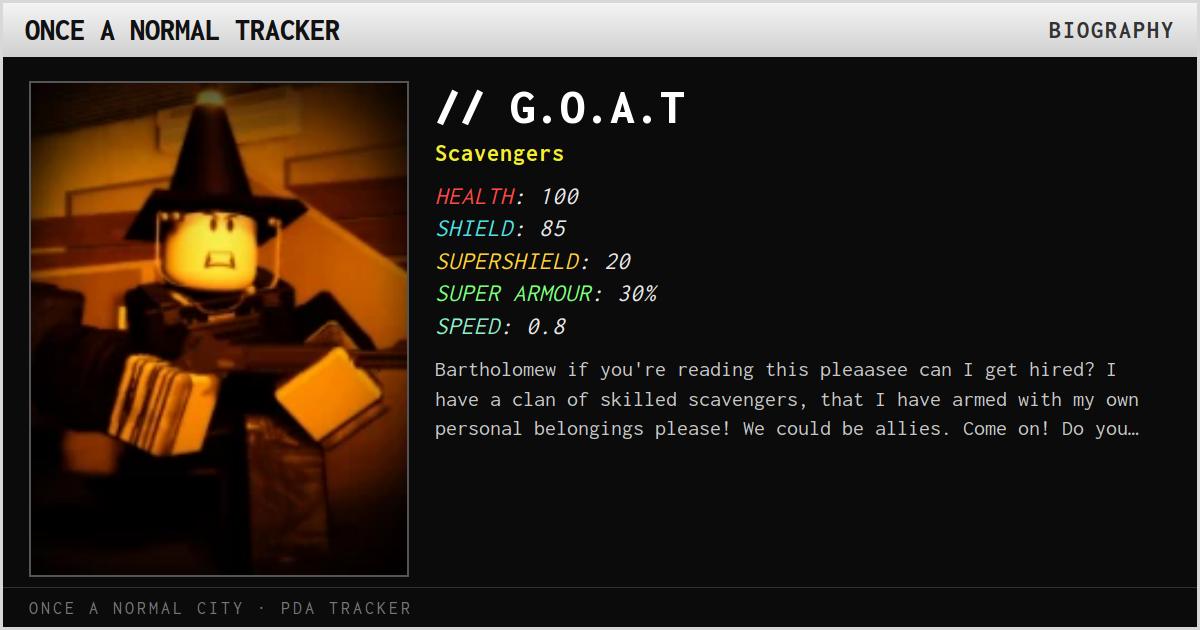 ONCE A NORMAL TRACKER
BIOGRAPHY
// G.O.A.T
Scavengers
HEALTH: 100
SHIELD: 85
SUPERSHIELD: 20
SUPER ARMOUR: 30%
SPEED: 0.8
Bartholomew if you're reading this pleaasee can I get hired? I
have a clan of skilled scavengers, that I have armed with my own
personal belongings please! We could be allies. Come on! Do you…
ONCE A NORMAL CITY · PDA TRACKER